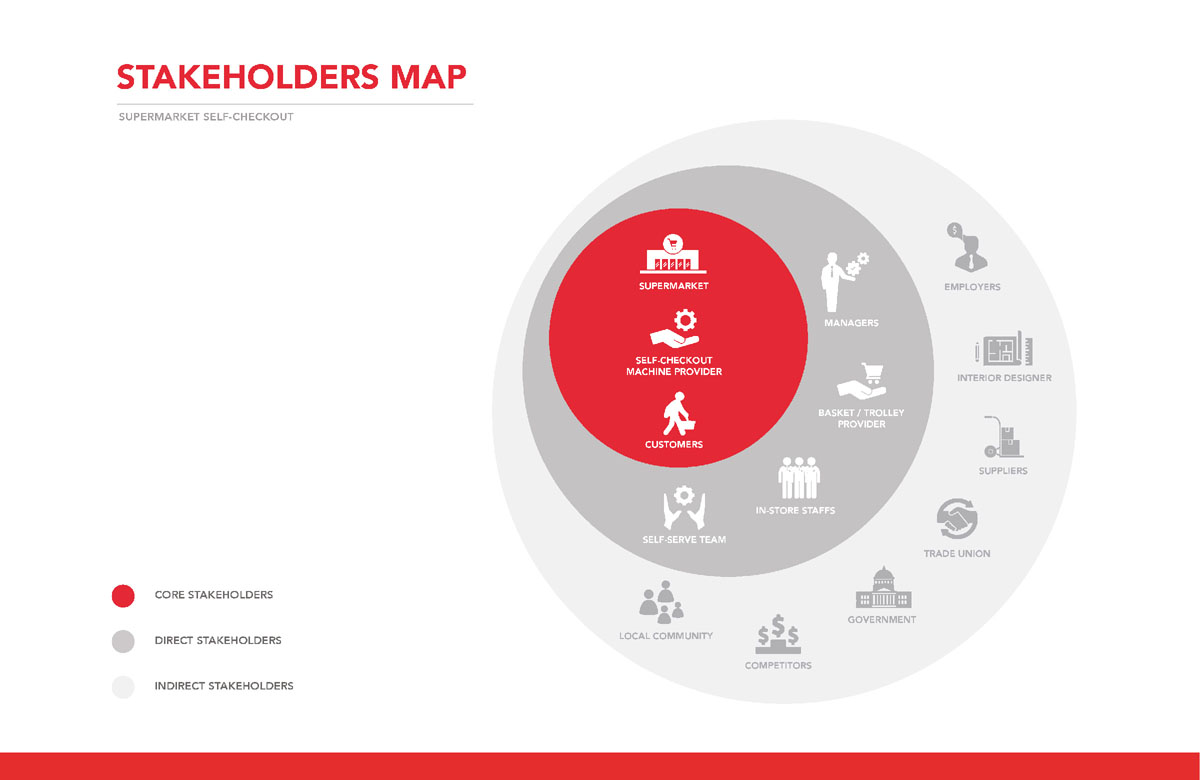 STAKEHOLDERS MAP
SUPERMARKET SELF-CHECKOUT
SUPERMARKET
SELF-CHECKOUT
MACHINE PROVIDER
CUSTOMERS
MANAGERS
BASKET / TROLLEY
PROVIDER
IN-STORE STAFFS
SELF-SERVE TEAM
$
EMPLOYERS
INTERIOR DESIGNER
SUPPLIERS
TRADE UNION
GOVERNMENT
$ $ $
COMPETITORS
LOCAL COMMUNITY
CORE STAKEHOLDERS
DIRECT STAKEHOLDERS
INDIRECT STAKEHOLDERS